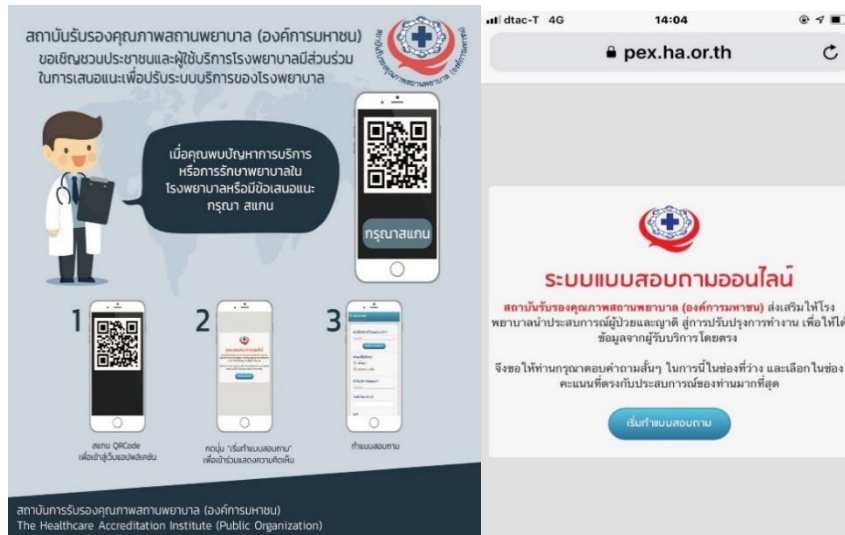 สถาบันรับรองคุณภาพสถานพยาบาล (องค์การมหาชน)
ขอเชิญชวนประชาชนและผู้ใช้บริการโรงพยาบาลมีส่วนร่วม
ในการเสนอแนะเพื่อปรับระบบบริการของโรงพยาบาล
เมื่อคุณพบปัญหาการบริการ
หรือการรักษาพยาบาลใน
โรงพยาบาลหรือมีข้อเสนอแนะ
กรุณา สแกน
กรุณาสแกน
1
2
3
สแกน QRCode
เพื่อเข้าสู่เว็บแอปพลิเคชัน
กดปุ่ม "เริ่มทำแบบสอบถาม"
เพื่อเข้าร่วมแสดงความคิดเห็น
ทำแบบสอบถาม
สถาบันการรับรองคุณภาพสถานพยาบาล (องค์การมหาชน)
The Healthcare Accreditation Institute (Public Organization)
dtac-T 4G 14:04
pex.ha.or.th
ระบบแบบสอบถามออนไลน์
สถาบันรับรองคุณภาพสถานพยาบาล (องค์การมหาชน) ส่งเสริมให้โรง
พยาบาลนำประสบการณ์ผู้ป่วยและญาติ สู่การปรับปรุงการทำงาน เพื่อให้ได้
ข้อมูลจากผู้รับบริการโดยตรง
จึงขอให้ท่านกรุณาตอบคำถามสั้นๆ ในการนี้ในช่องที่ว่าง และเลือกในช่อง
คะแนนที่ตรงกับประสบการณ์ของท่านมากที่สุด
เริ่มทำแบบสอบถาม